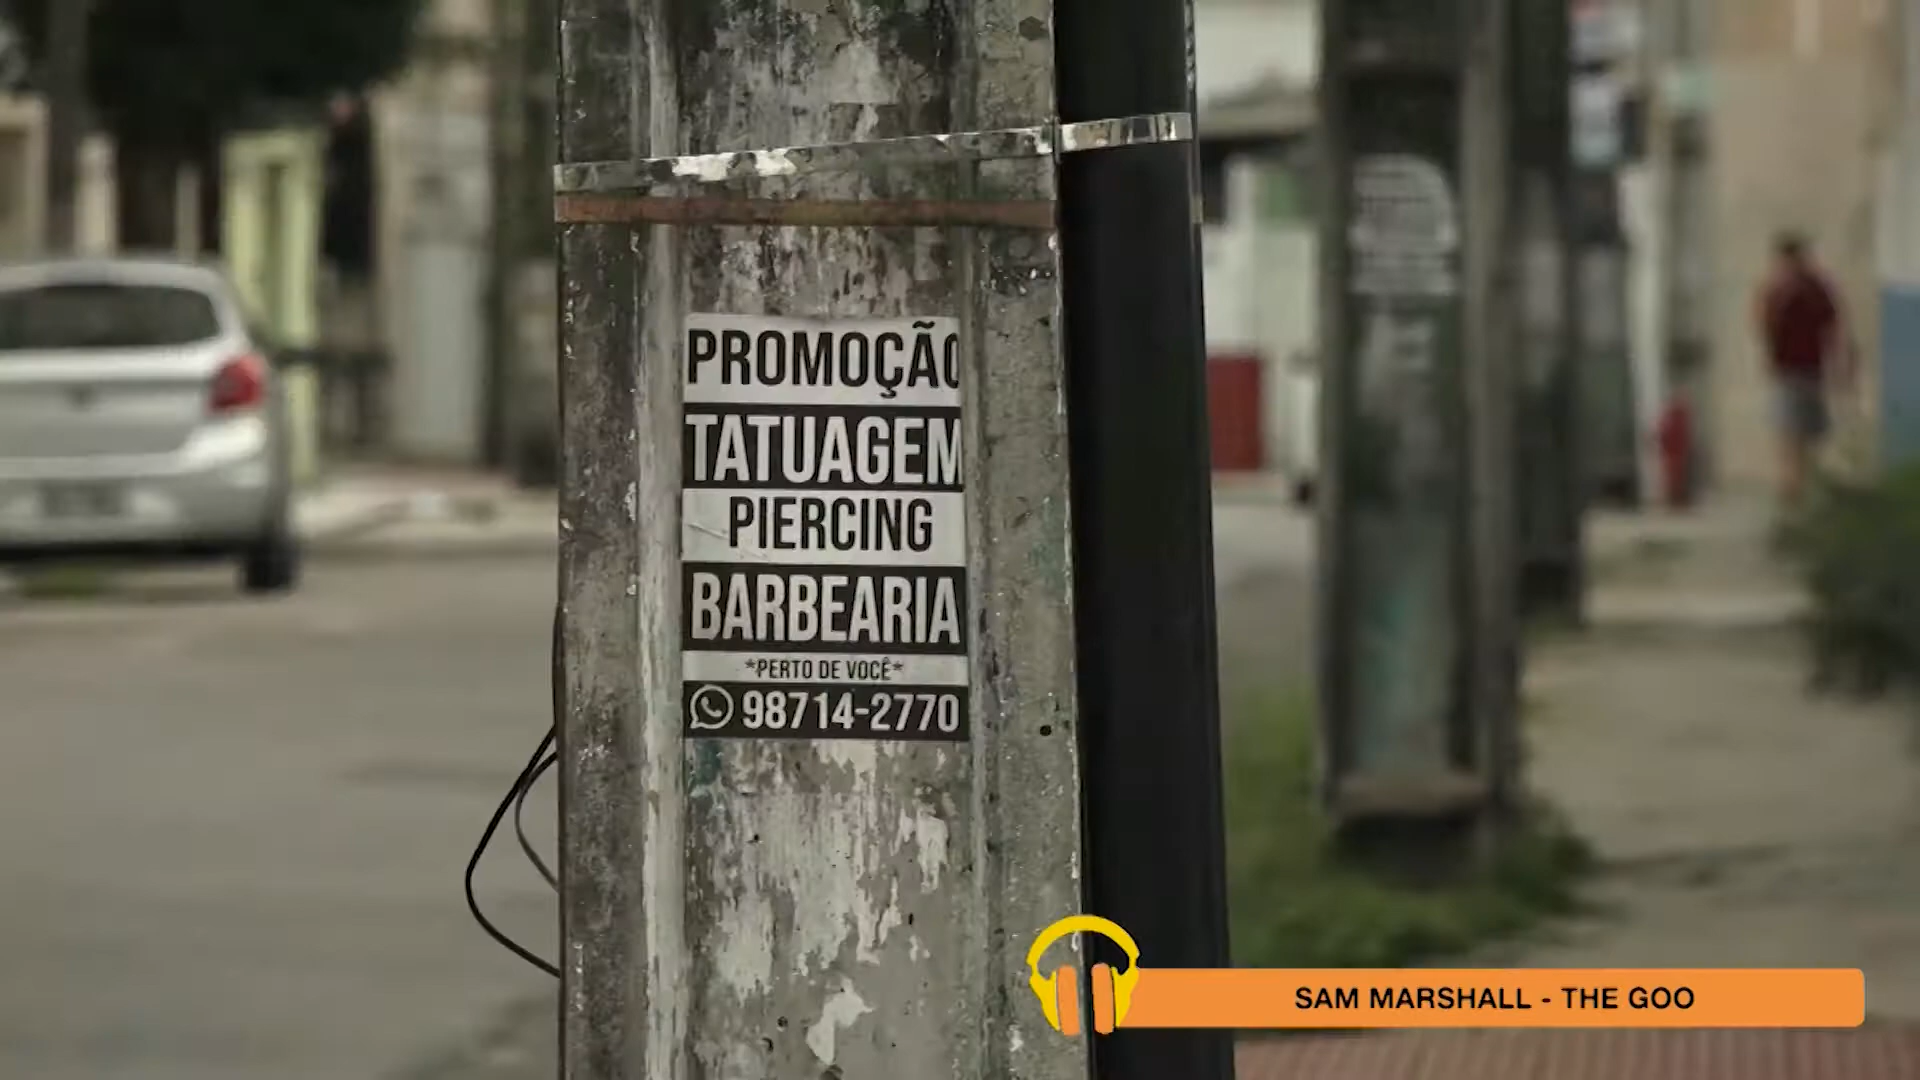 PROMOÇÃO
TATUAGEM
PIERCING
BARBEARIA
*PERTO DE VOCÊ*
98714-2770
SAM MARSHALL - THE GOO